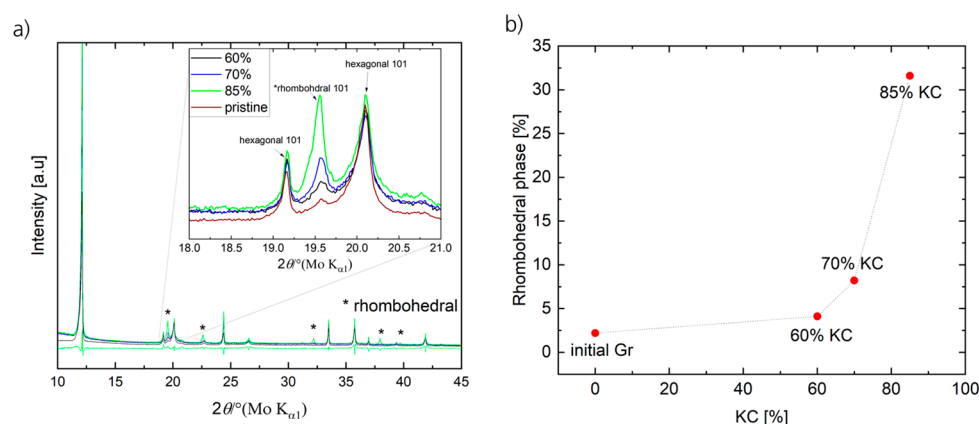 a)
Intensity [a.u]
60%
70%
85%
pristine
hexagonal 101
*rhombohdral 101
hexagonal 101
18.0 18.5 19.0 19.5 20.0 20.5 21.0
2θ/°(Mo Kα1)
* rhombohedral
* * * * *
10 15 20 25 30 35 40 45
2θ/°(Mo Kα1)
b)
Rhombohedral phase [%]
35
30
25
20
15
10
5
0
85% KC
70% KC
60% KC
initial Gr
0 20 40 60 80 100
KC [%]